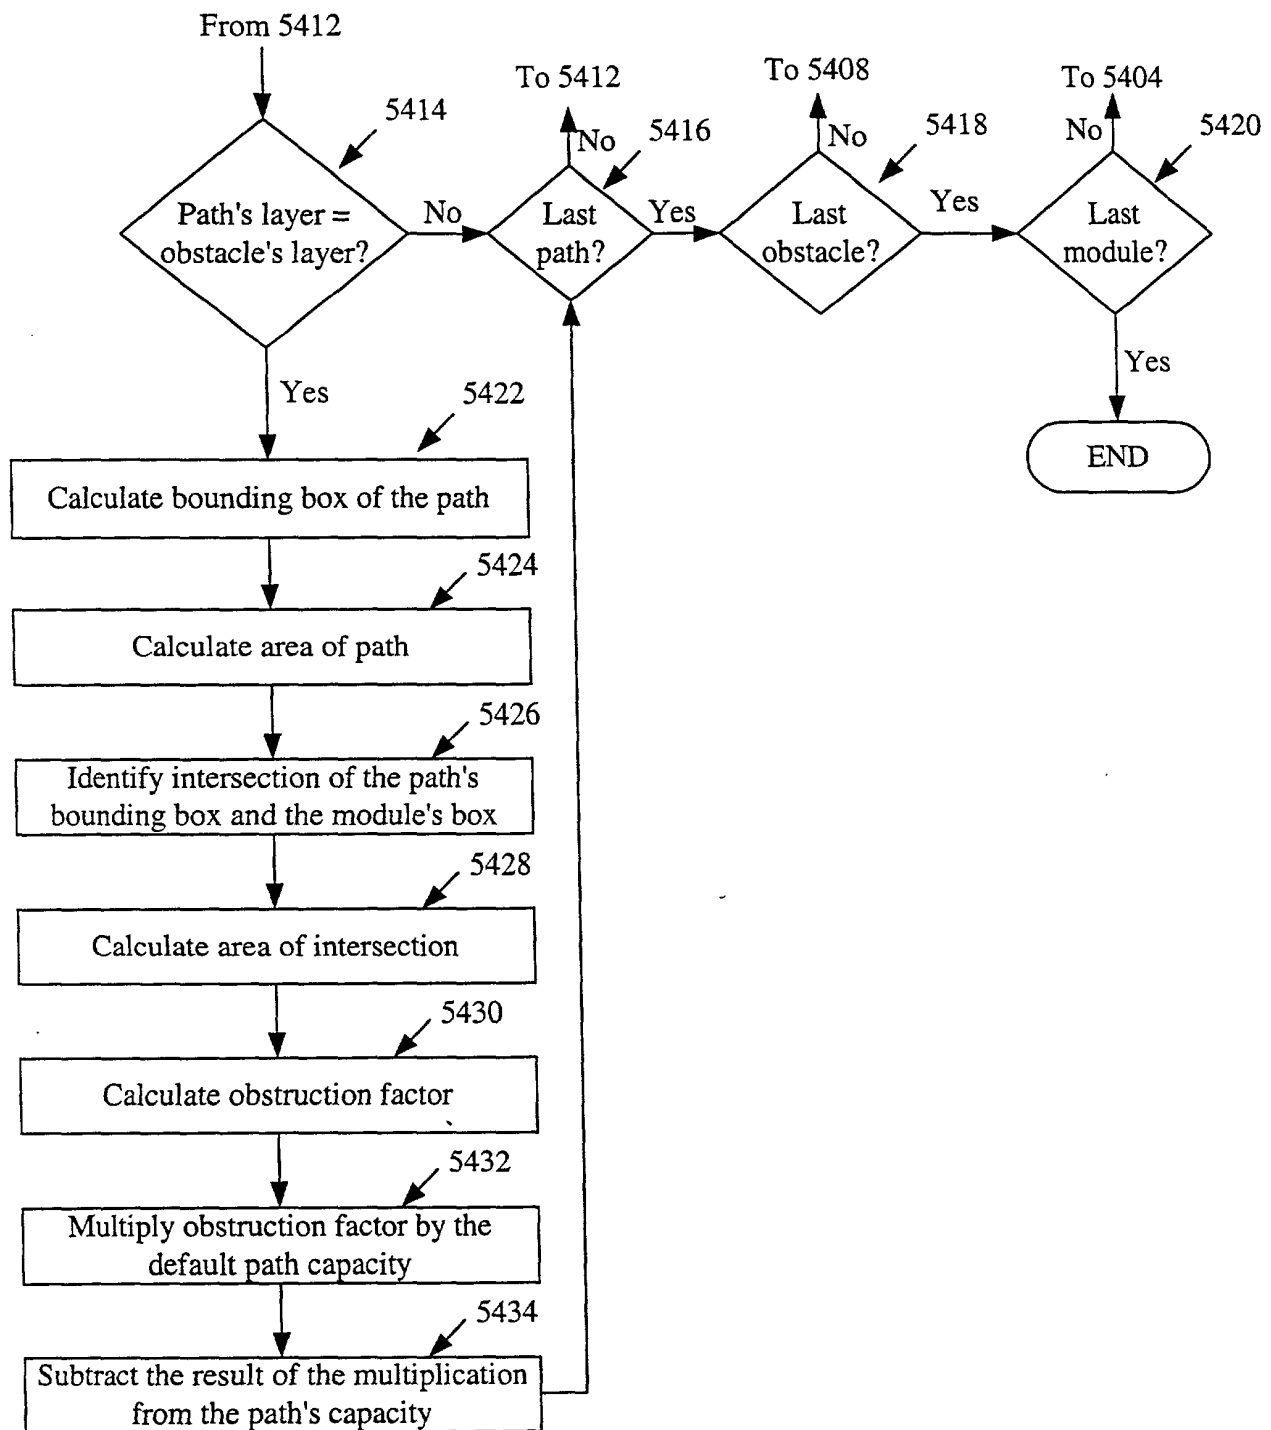 From 5412
5414
Path's layer =
obstacle's layer?
No
Yes
To 5412
No
5416
Last
path?
Yes
To 5408
No
5418
Last
obstacle?
Yes
To 5404
No
5420
Last
module?
Yes
END
5422
Calculate bounding box of the path
5424
Calculate area of path
5426
Identify intersection of the path's
bounding box and the module's box
5428
Calculate area of intersection
5430
Calculate obstruction factor
5432
Multiply obstruction factor by the
default path capacity
5434
Subtract the result of the multiplication
from the path's capacity